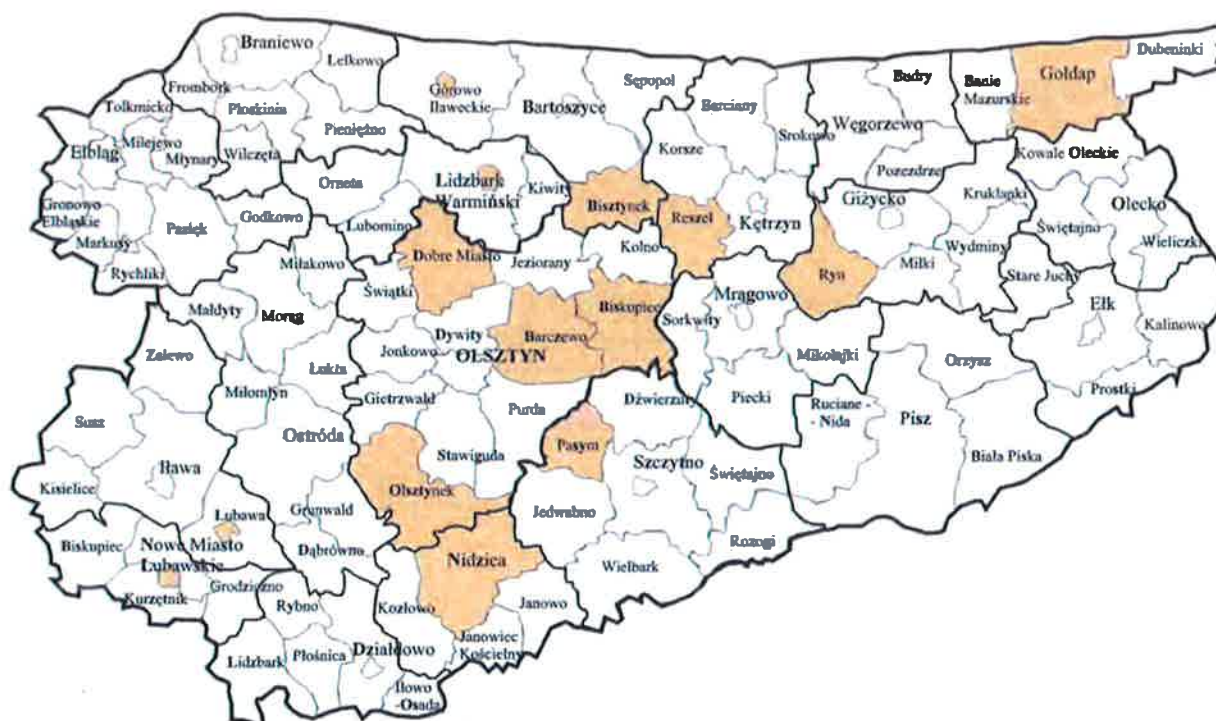 Braniewo
Lelkowo
Frombork
Płoskinia
Pieniężno
Tolkmicko
Milejewo
Elbląg
Młynary
Wilczęta
Gronowo
Elbląskie
Markusy
Rychliki
Pasłęk
Godkowo
Górowo
Iławeckie
Bartoszyce
Sępopol
Barciany
Korsze
Srokowo
Węgorzewo
Budry
Banie
Mazurskie
Gołdap
Dubeninki
Pozezdrze
Kowale Oleckie
Kruklanki
Giżycko
Olecko
Świętajno
Wieliczki
Wydminy
Miłki
Stare Juchy
Ełk
Kalinowo
Prostki
Orneta
Lidzbark
Warmiński
Kiwity
Lubomino
Bisztynek
Reszel
Kętrzyn
Ryn
Dobre Miasto
Jeziorany
Kolno
Miłakowo
Świątki
Małdyty
Morąg
Biskupiec
Mrągowo
Sorkwity
Dywity
Barczewo
Jonkowo
OLSZTYN
Mikołajki
Orzysz
Zalewo
Łukta
Miłomłyn
Gietrzwałd
Purda
Dźwierzuty
Piecki
Ruciane -
- Nida
Pisz
Biała Piska
Susz
Ostróda
Stawiguda
Pasym
Szczytno
Świętajno
Iława
Kisielice
Olsztynek
Jedwabno
Rozogi
Lubawa
Grunwald
Dąbrówno
Biskupiec
Nowe Miasto
Lubawskie
Kurzętnik
Grodziczno
Nidzica
Wielbark
Rybno
Kozłowo
Janowo
Janowiec
Kościelny
Lidzbark
Płośnica
Działdowo
Iłowo
-Osada